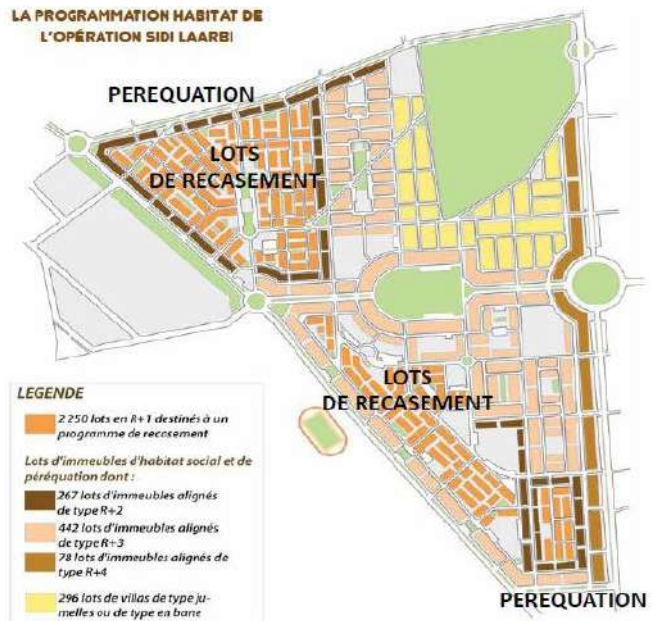 LA PROGRAMMATION HABITAT DE
L'OPÉRATION SIDI LAARBI
PEREQUATION
LOTS
DE RECASEMENT
LOTS
DE RECASEMENT
LEGENDE
2 250 lots en R+1 destinés à un
programme de recasement
Lots d'immeubles d'habitat social et de
péréquation dont :
267 lots d'immeubles alignés
de type R+2
442 lots d'immeubles alignés
de type R+3
78 lots d'immeubles alignés de
type R+4
296 lots de villas de type ju-
melles ou de type en bane
PEREQUATION